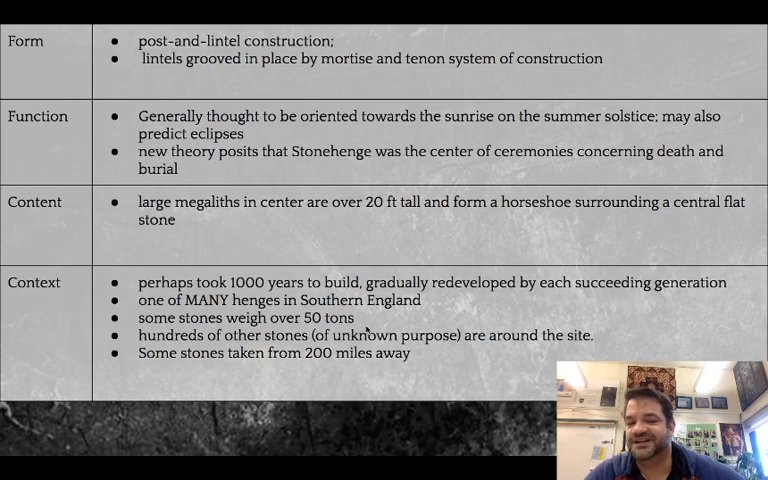 Form
● post-and-lintel construction;
● lintels grooved in place by mortise and tenon system of construction
Function
● Generally thought to be oriented towards the sunrise on the summer solstice; may also
predict eclipses
● new theory posits that Stonehenge was the center of ceremonies concerning death and
burial
Content
● large megaliths in center are over 20 ft tall and form a horseshoe surrounding a central flat
stone
Context
● perhaps took 1000 years to build, gradually redeveloped by each succeeding generation
● one of MANY henges in Southern England
● some stones weigh over 50 tons
● hundreds of other stones (of unknown purpose) are around the site.
● Some stones taken from 200 miles away